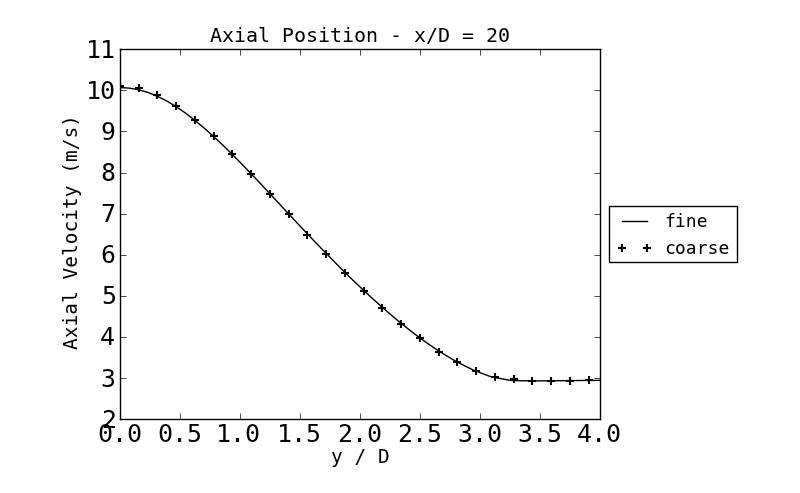 Axial Position - x/D = 20
Axial Velocity (m/s)
11
10
9
8
7
6
5
4
3
2
0.0 0.5 1.0 1.5 2.0 2.5 3.0 3.5 4.0
y / D
fine
coarse